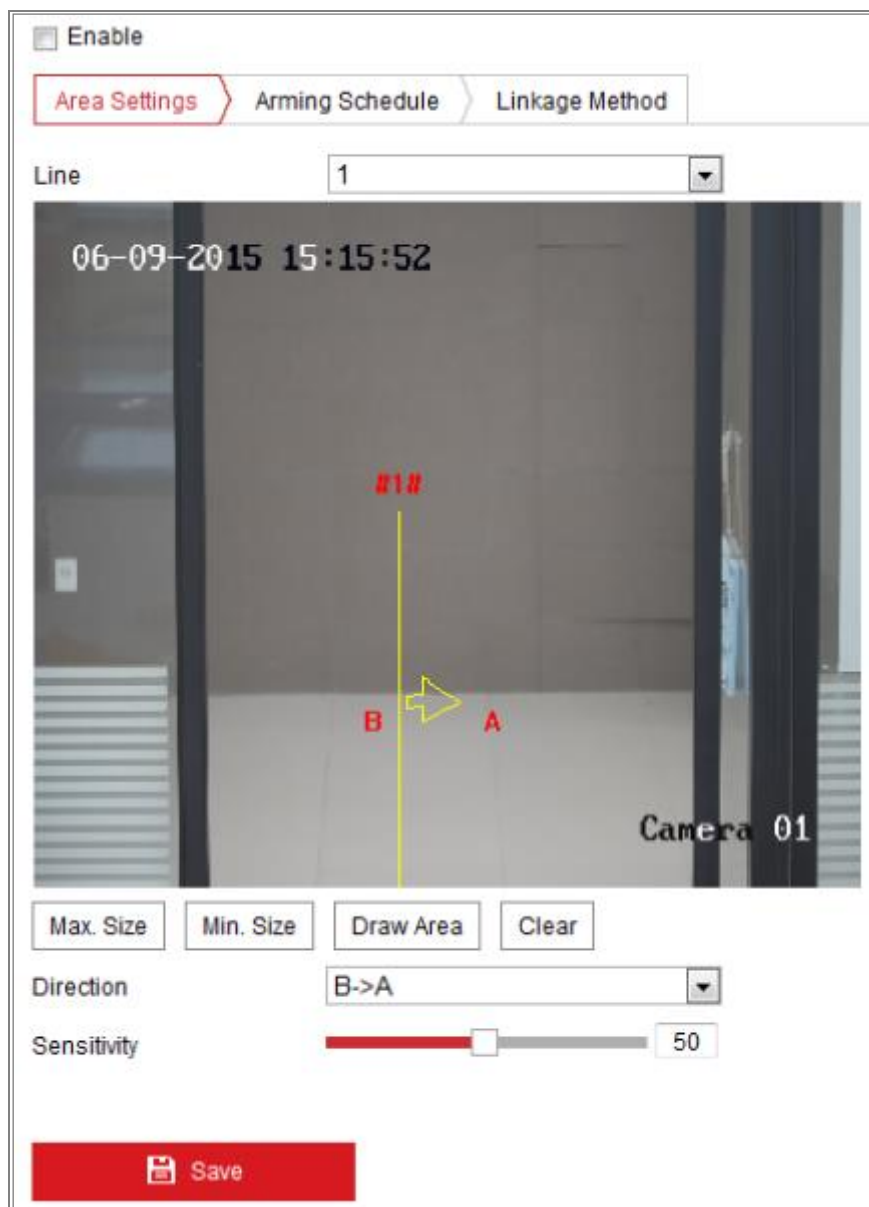 Enable
Area Settings Arming Schedule Linkage Method
Line 1
06-09-2015 15:15:52
#1#
B A
Camera 01
Max. Size Min. Size Draw Area Clear
Direction B->A
Sensitivity 50
Save